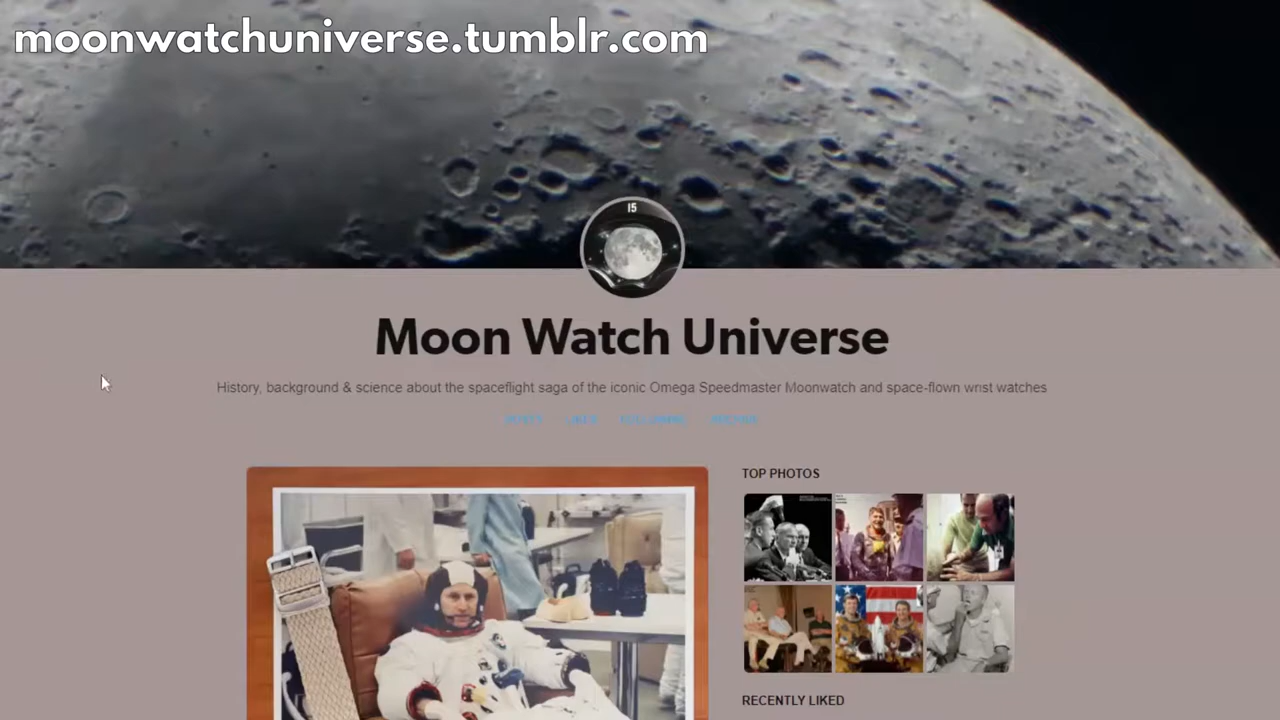 moonwatchuniverse.tumblr.com
15
Moon Watch Universe
History, background & science about the spaceflight saga of the iconic Omega Speedmaster Moonwatch and space-flown wrist watches
TOP PHOTOS
RECENTLY LIKED